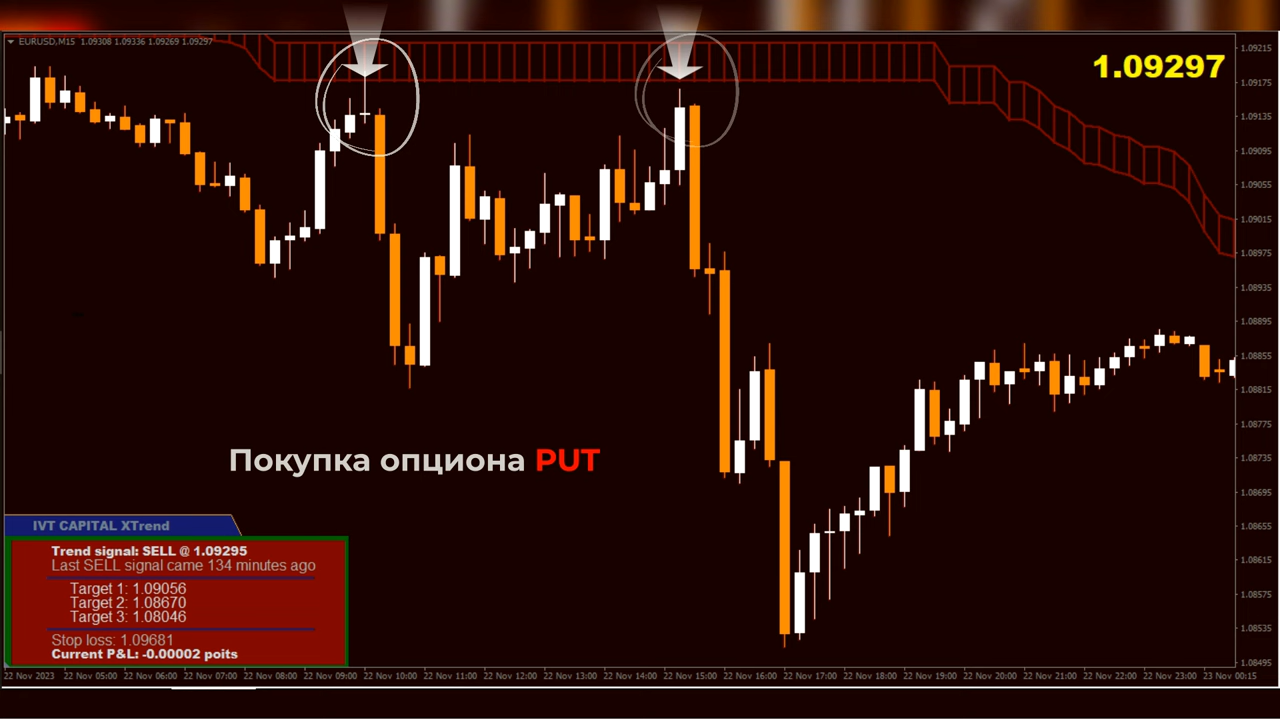 EURUSD,M15 1.09308 1.09336 1.09269 1.09297
1.09297
1.09215
1.09175
1.09135
1.09095
1.09055
1.09015
1.08975
1.08935
1.08895
1.08855
1.08815
1.08775
1.08735
1.08695
1.08655
1.08615
1.08575
1.08535
1.08495
Покупка опциона PUT
IVT CAPITAL XTrend
Trend signal: SELL @ 1.09295
Last SELL signal came 134 minutes ago
Target 1: 1.09056
Target 2: 1.08670
Target 3: 1.08046
Stop loss: 1.09681
Current P&L: -0.00002 poits
22 Nov 2023 22 Nov 05:00 22 Nov 06:00 22 Nov 07:00 22 Nov 08:00 22 Nov 09:00 22 Nov 10:00 22 Nov 11:00 22 Nov 12:00 22 Nov 13:00 22 Nov 14:00 22 Nov 15:00 22 Nov 16:00 22 Nov 17:00 22 Nov 18:00 22 Nov 19:00 22 Nov 20:00 22 Nov 21:00 22 Nov 22:00 22 Nov 23:00 23 Nov 00:15